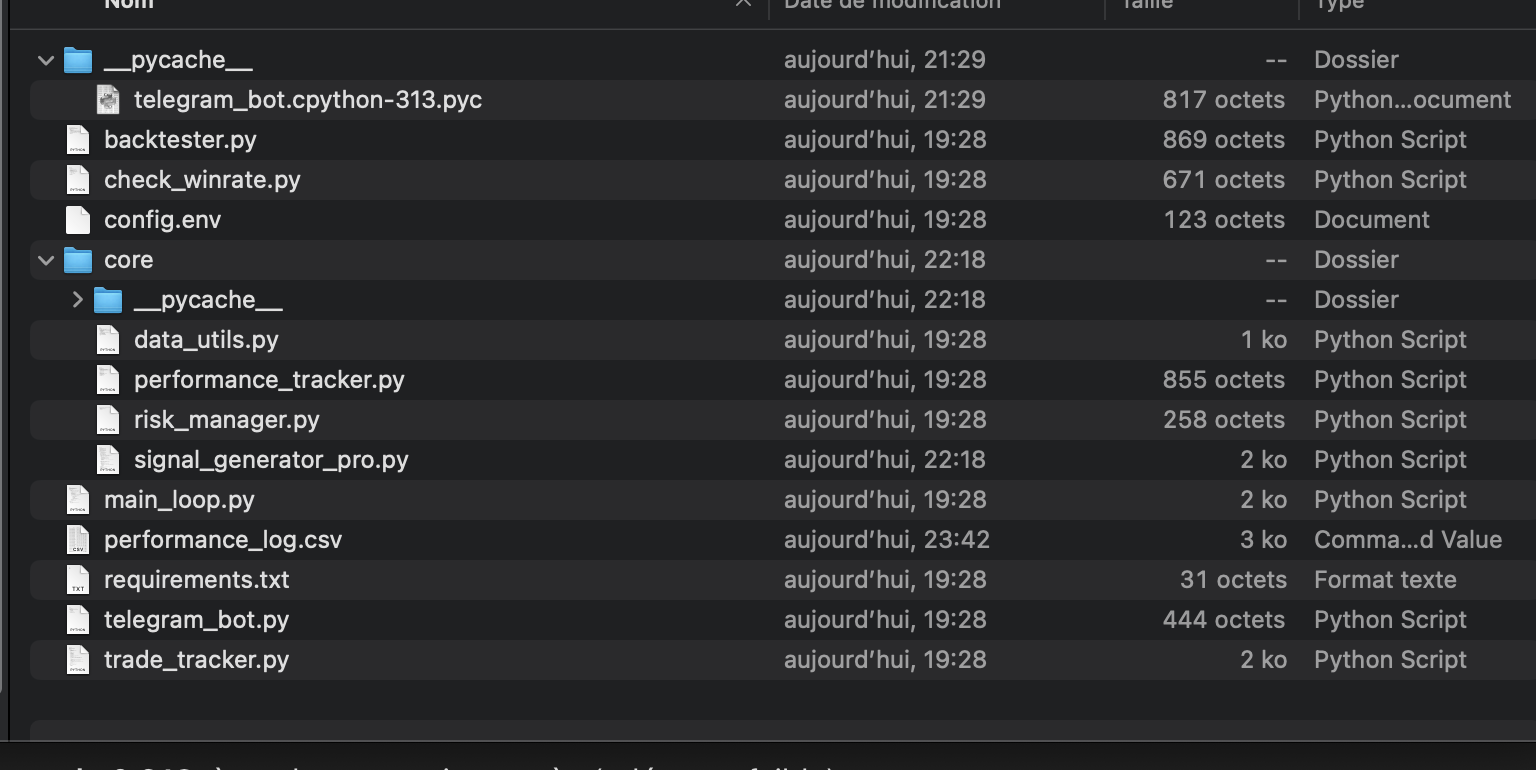 Nom Date de modification Taille Type
__pycache__ aujourd’hui, 21:29 -- Dossier
telegram_bot.cpython-313.pyc aujourd’hui, 21:29 817 octets Python...ocument
backtester.py aujourd’hui, 19:28 869 octets Python Script
check_winrate.py aujourd’hui, 19:28 671 octets Python Script
config.env aujourd’hui, 19:28 123 octets Document
core aujourd’hui, 22:18 -- Dossier
__pycache__ aujourd’hui, 22:18 -- Dossier
data_utils.py aujourd’hui, 19:28 1 ko Python Script
performance_tracker.py aujourd’hui, 19:28 855 octets Python Script
risk_manager.py aujourd’hui, 19:28 258 octets Python Script
signal_generator_pro.py aujourd’hui, 22:18 2 ko Python Script
main_loop.py aujourd’hui, 19:28 2 ko Python Script
performance_log.csv aujourd’hui, 23:42 3 ko Comma...d Value
requirements.txt aujourd’hui, 19:28 31 octets Format texte
telegram_bot.py aujourd’hui, 19:28 444 octets Python Script
trade_tracker.py aujourd’hui, 19:28 2 ko Python Script